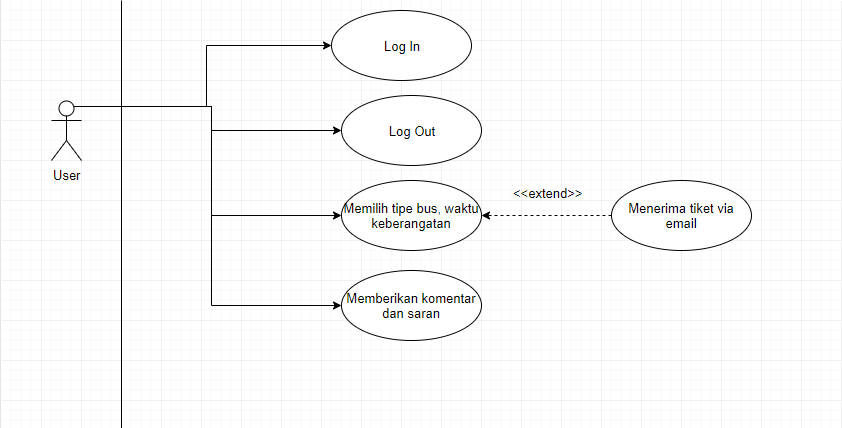 Log In
User
Log Out
Memilih tipe bus, waktu
keberangatan
<<extend>>
Menerima tiket via
email
Memberikan komentar
dan saran